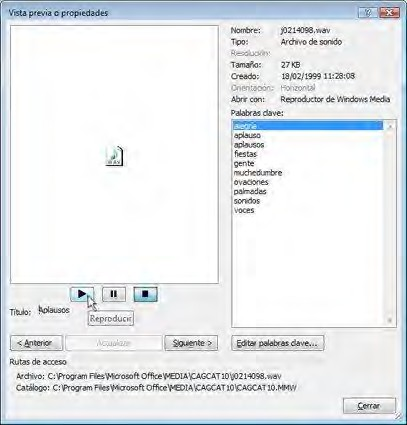 Vista previa o propiedades
Nombre: j0214098.wav
Tipo: Archivo de sonido
Resolución:
Tamaño: 27 KB
Creado: 18/02/1999 11:28:08
Orientación: Horizontal
Abrir con: Reproductor de Windows Media
Palabras clave:
alegría
aplauso
aplausos
fiestas
gente
muchedumbre
ovaciones
palmadas
sonidos
voces
WAV
Título: Aplausos
Reproducir
< Anterior Actualizar Siguiente > Editar palabras clave...
Rutas de acceso
Archivo: C:\Program Files\Microsoft Office\MEDIA\CAGCAT10\j0214098.wav
Catálogo: C:\Program Files\Microsoft Office\MEDIA\CAGCAT10\CAGCAT10.MMW
Cerrar